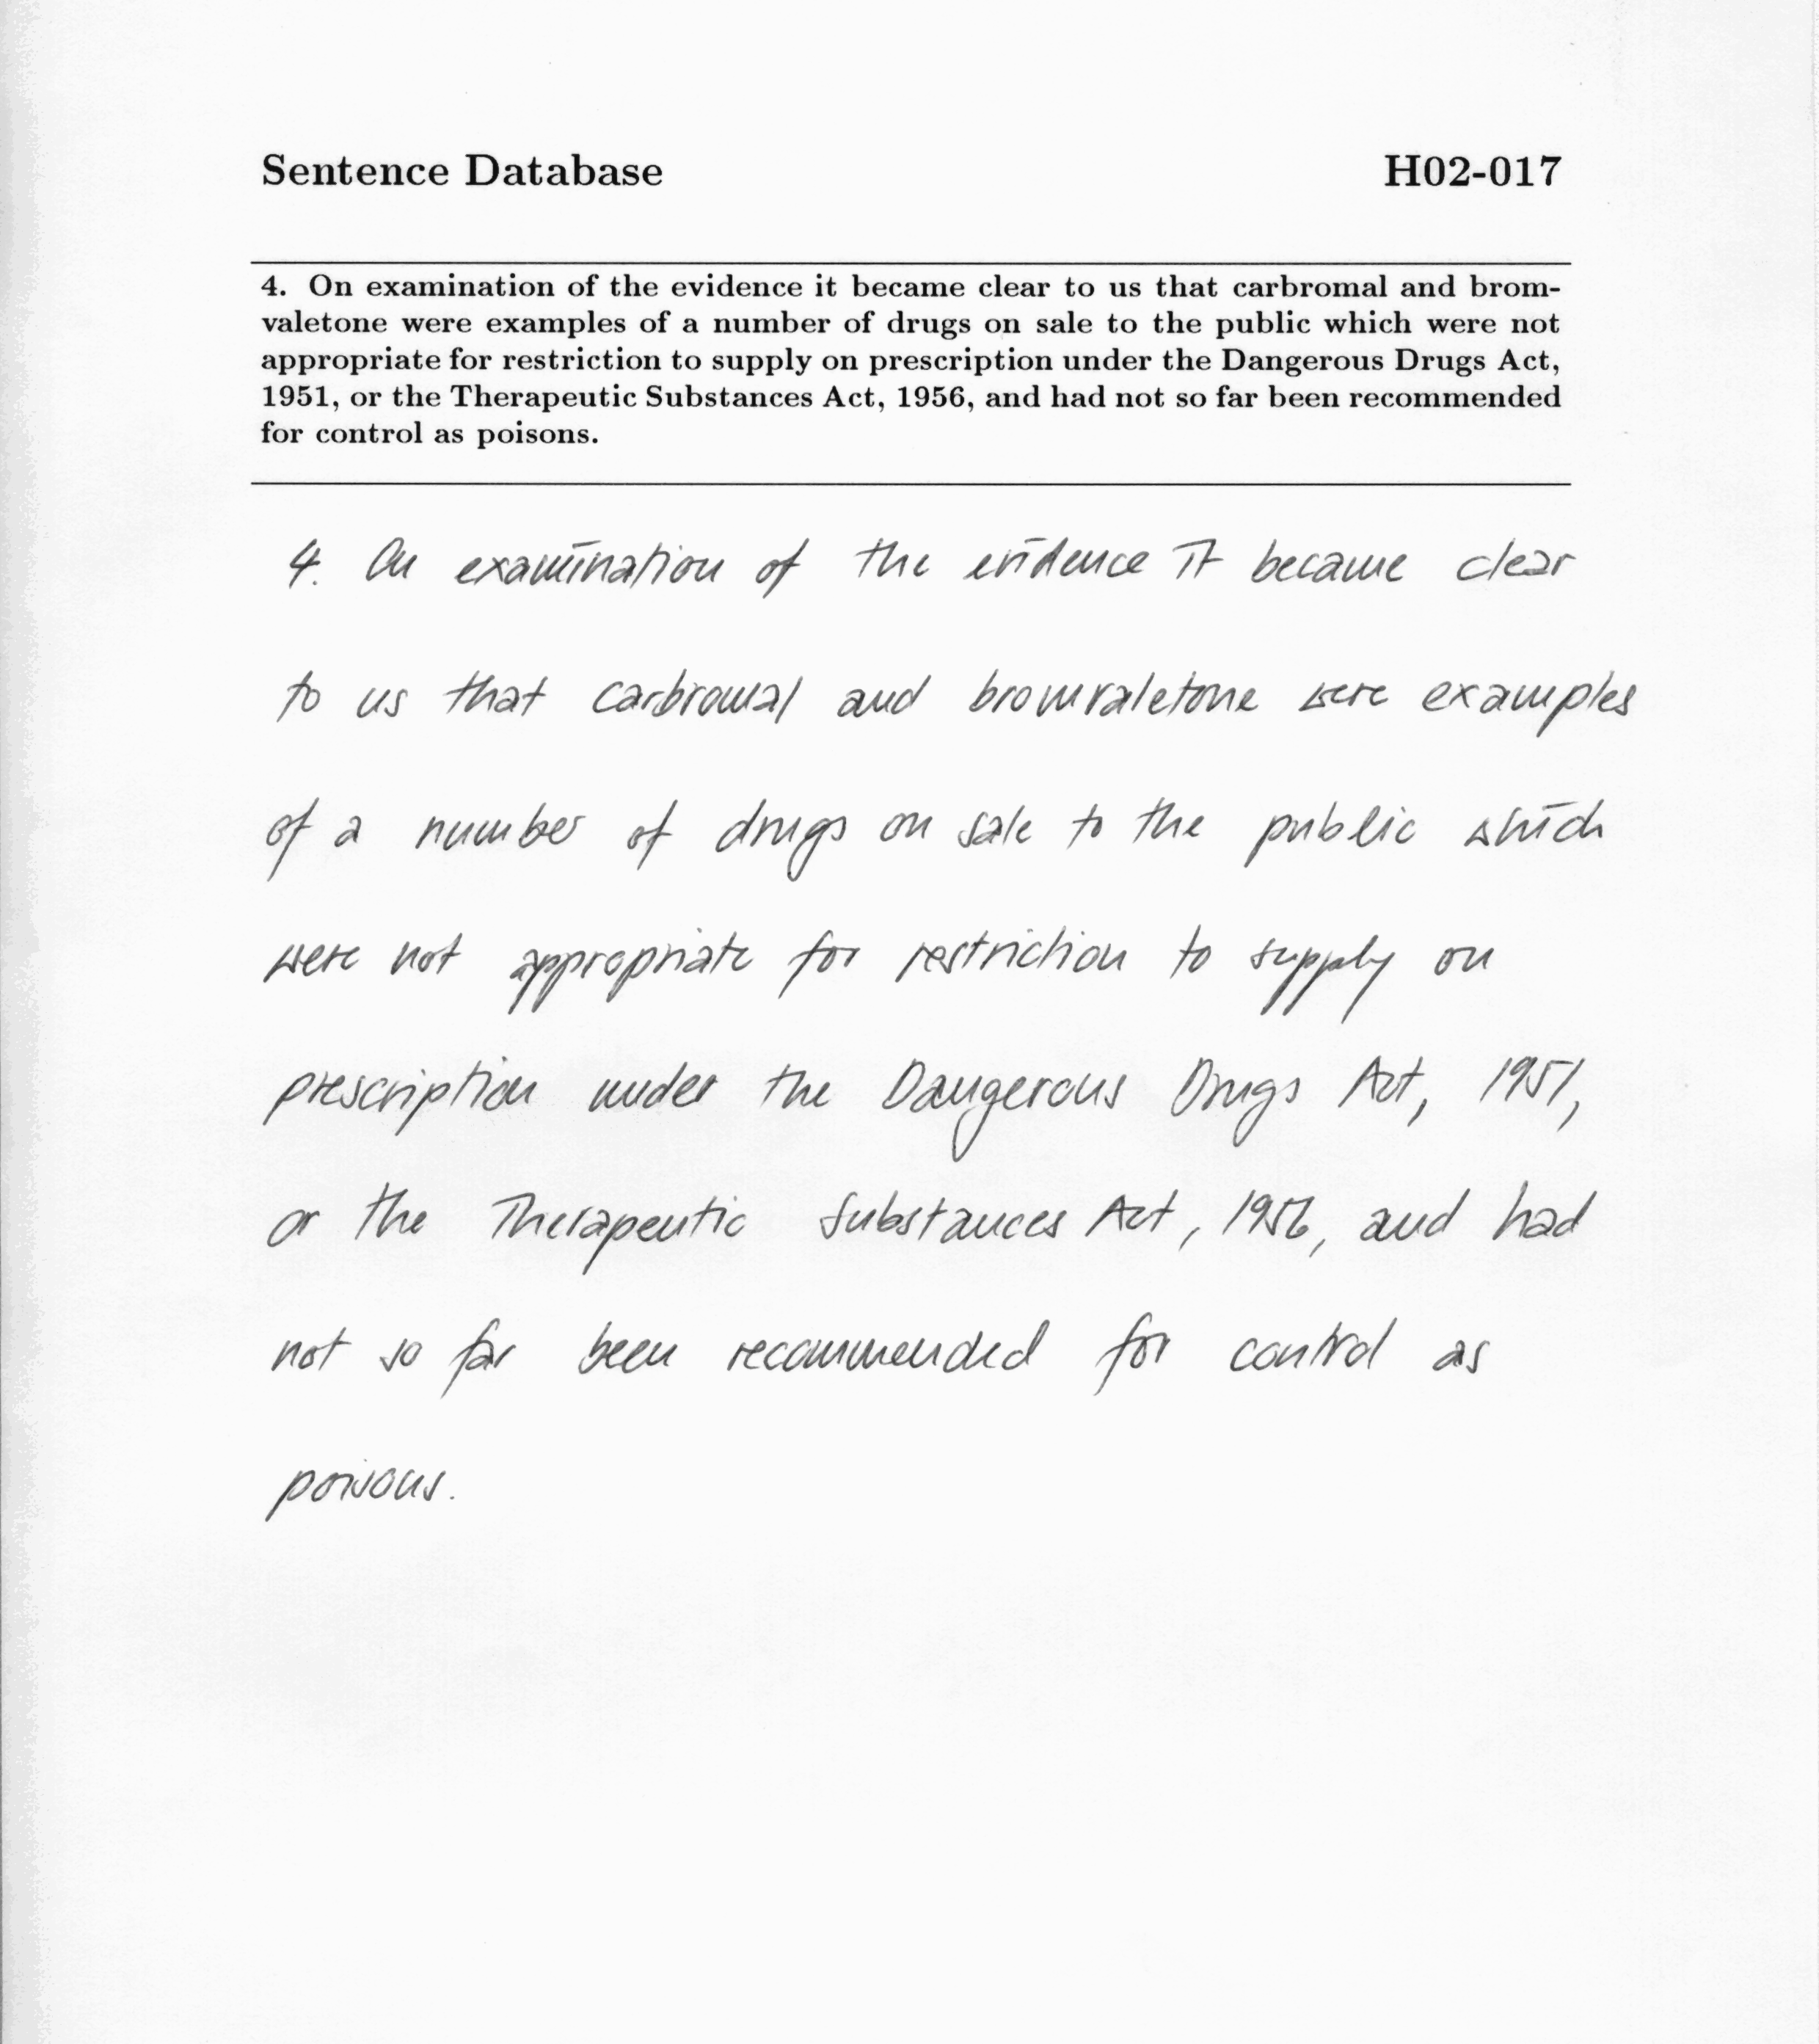 Sentence Database H02-017
4. On examination of the evidence it became clear to us that carbromal and brom-
valetone were examples of a number of drugs on sale to the public which were not
appropriate for restriction to supply on prescription under the Dangerous Drugs Act,
1951, or the Therapeutic Substances Act, 1956, and had not so far been recommended
for control as poisons.
4. On examination of the evidence it became clear
to us that carbromal and bromvaletone were examples
of a number of drugs on sale to the public which
were not appropriate for restriction to supply on
prescription under the Dangerous Drugs Act, 1951,
or the Therapeutic Substances Act, 1956, and had
not so far been recommended for control as
poisons.